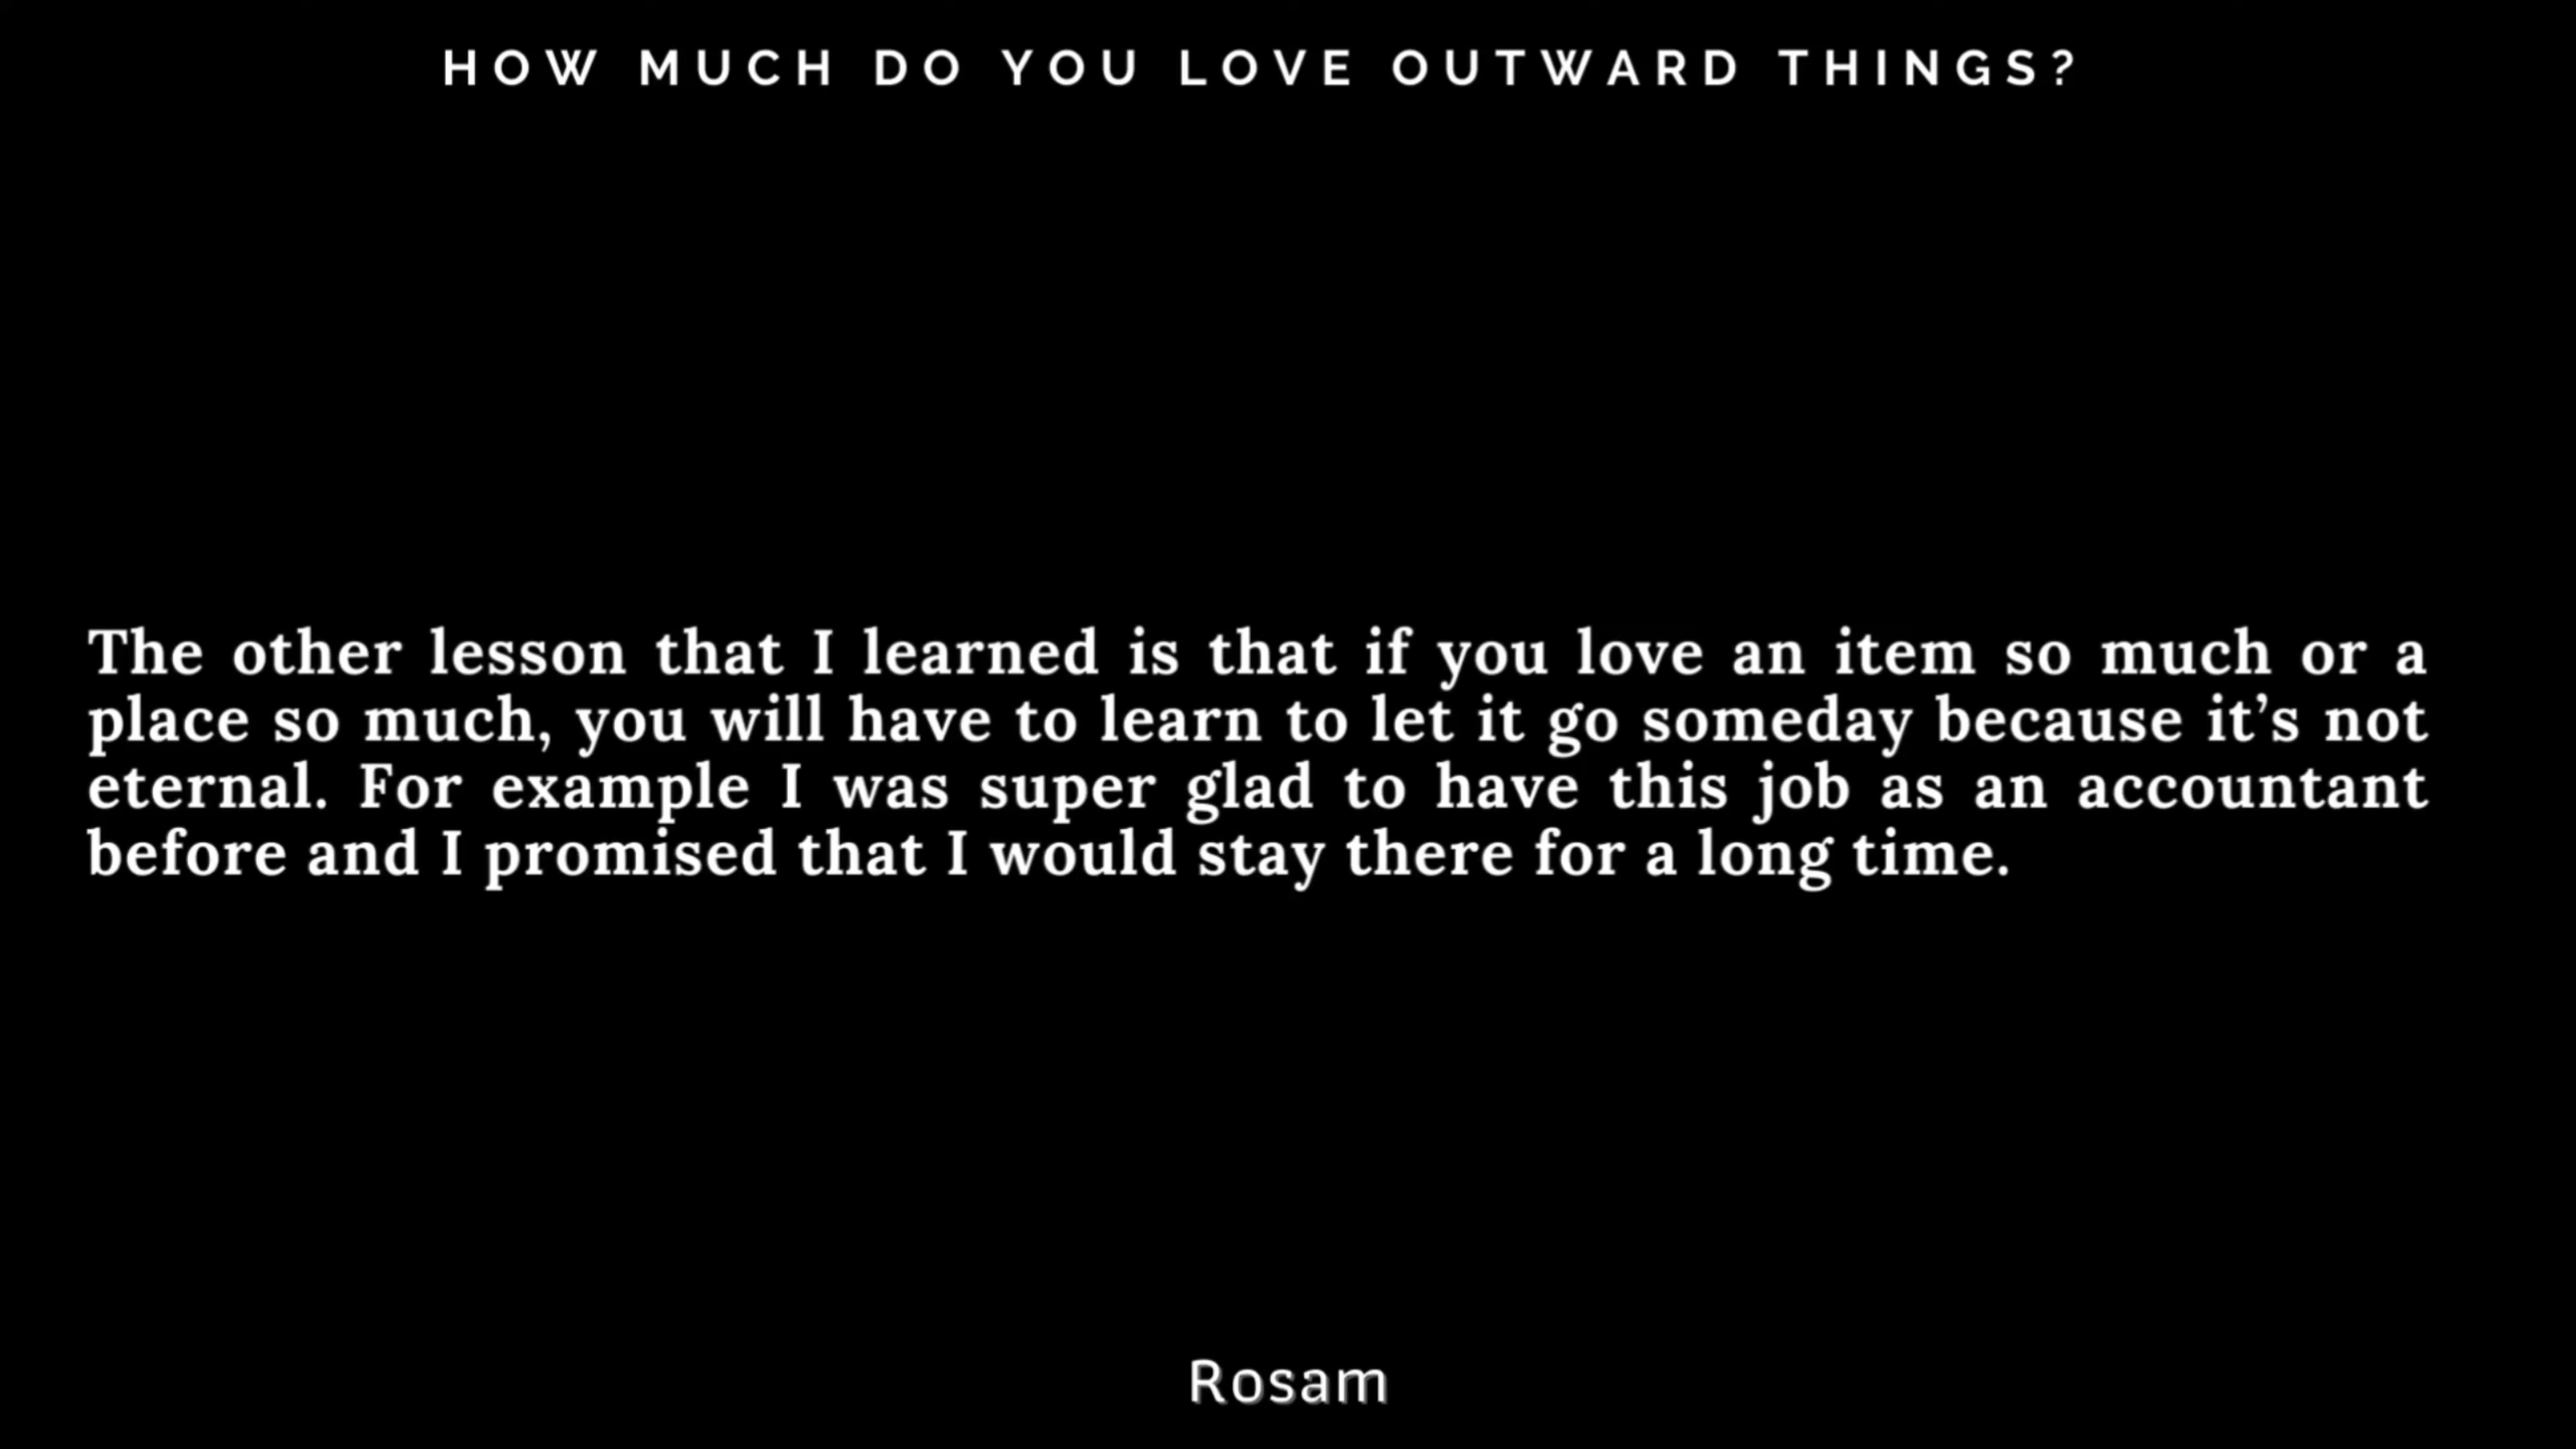 HOW MUCH DO YOU LOVE OUTWARD THINGS?
The other lesson that I learned is that if you love an item so much or a
place so much, you will have to learn to let it go someday because it’s not
eternal. For example I was super glad to have this job as an accountant
before and I promised that I would stay there for a long time.
Rosam